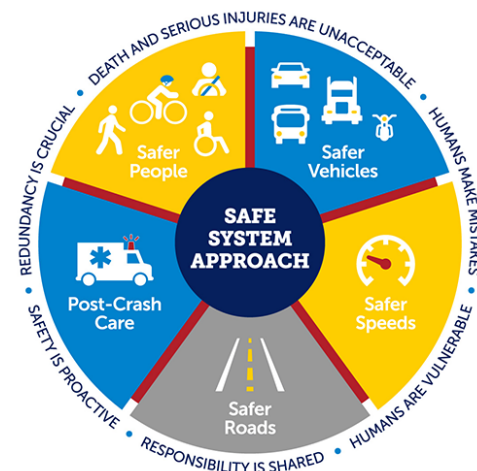 DEATH AND SERIOUS INJURIES ARE UNACCEPTABLE
HUMANS MAKE MISTAKES
HUMANS ARE VULNERABLE
RESPONSIBILITY IS SHARED
SAFETY IS PROACTIVE
REDUNDANCY IS CRUCIAL
Safer
People
Safer
Vehicles
SAFE
SYSTEM
APPROACH
Post-Crash
Care
Safer
Speeds
Safer
Roads